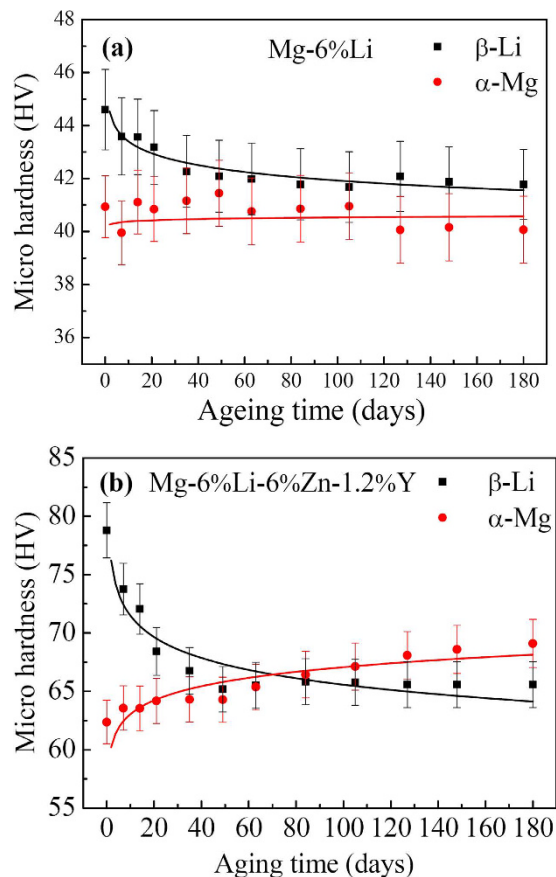 (a) Mg-6%Li
β-Li
α-Mg
48
46
44
42
40
38
36
Micro hardness (HV)
0 20 40 60 80 100 120 140 160 180
Ageing time (days)
(b) Mg-6%Li-6%Zn-1.2%Y
β-Li
α-Mg
85
80
75
70
65
60
55
Micro hardness (HV)
0 20 40 60 80 100 120 140 160 180
Aging time (days)